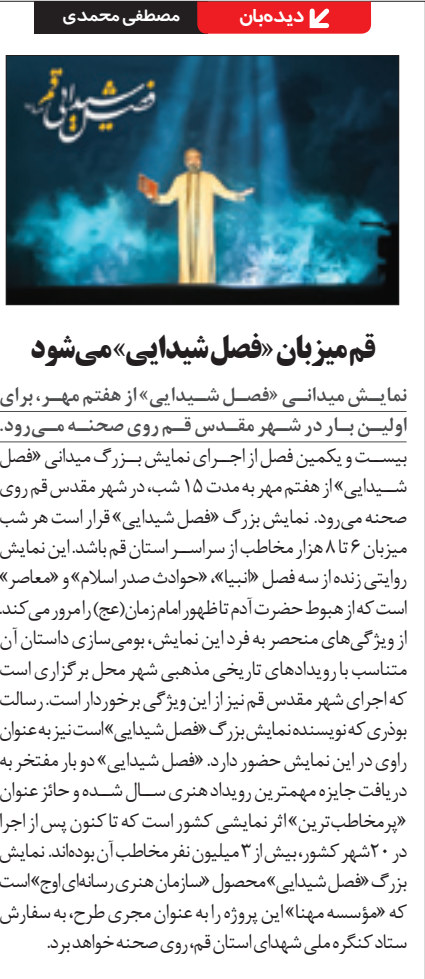 دیده‌بان
مصطفی محمدی
فصل شیدایی قم
قم میزبان «فصل شیدایی» می‌شود
نمایش میدانی «فصل شیدایی» از هفتم مهر، برای
اولین بار در شهر مقدس قم روی صحنه می‌رود.
بیست و یکمین فصل از اجرای نمایش بزرگ میدانی «فصل
شیدایی» از هفتم مهر به مدت ۱۵ شب، در شهر مقدس قم روی
صحنه می‌رود. نمایش بزرگ «فصل شیدایی» قرار است هر شب
میزبان ۶ تا ۸ هزار مخاطب از سراسر استان قم باشد. این نمایش
روایتی زنده از سه فصل «انبیا»، «حوادث صدر اسلام» و «معاصر»
است که از هبوط حضرت آدم تا ظهور امام زمان(عج) را مرور می‌کند.
از ویژگی‌های منحصر به فرد این نمایش، بومی‌سازی داستان آن
متناسب با رویدادهای تاریخی مذهبی شهر محل برگزاری است
که اجرای شهر مقدس قم نیز از این ویژگی برخوردار است. رسالت
بوذری که نویسنده نمایش بزرگ «فصل شیدایی» است نیز به عنوان
راوی در این نمایش حضور دارد. «فصل شیدایی» دو بار مفتخر به
دریافت جایزه مهمترین رویداد هنری سال شده و حائز عنوان
«پرمخاطب‌ترین» اثر نمایشی کشور است که تا کنون پس از اجرا
در ۲۰ شهر کشور، بیش از ۳ میلیون نفر مخاطب آن بوده‌اند. نمایش
بزرگ «فصل شیدایی» محصول «سازمان هنری رسانه‌ای اوج» است
که «مؤسسه مهنا» این پروژه را به عنوان مجری طرح، به سفارش
ستاد کنگره ملی شهدای استان قم، روی صحنه خواهد برد.